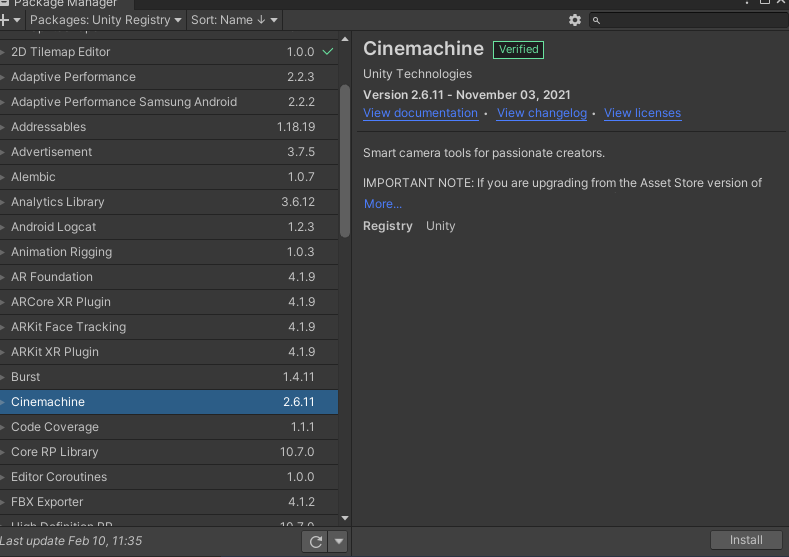 Package Manager
Packages: Unity Registry
Sort: Name ↓
2D Tilemap Editor 1.0.0
Adaptive Performance 2.2.3
Adaptive Performance Samsung Android 2.2.2
Addressables 1.18.19
Advertisement 3.7.5
Alembic 1.0.7
Analytics Library 3.6.12
Android Logcat 1.2.3
Animation Rigging 1.0.3
AR Foundation 4.1.9
ARCore XR Plugin 4.1.9
ARKit Face Tracking 4.1.9
ARKit XR Plugin 4.1.9
Burst 1.4.11
Cinemachine 2.6.11
Code Coverage 1.1.1
Core RP Library 10.7.0
Editor Coroutines 1.0.0
FBX Exporter 4.1.2
High Definition RP 10.7.0
Last update Feb 10, 11:35
Cinemachine Verified
Unity Technologies
Version 2.6.11 - November 03, 2021
View documentation • View changelog • View licenses
Smart camera tools for passionate creators.
IMPORTANT NOTE: If you are upgrading from the Asset Store version of
More...
Registry Unity
Install